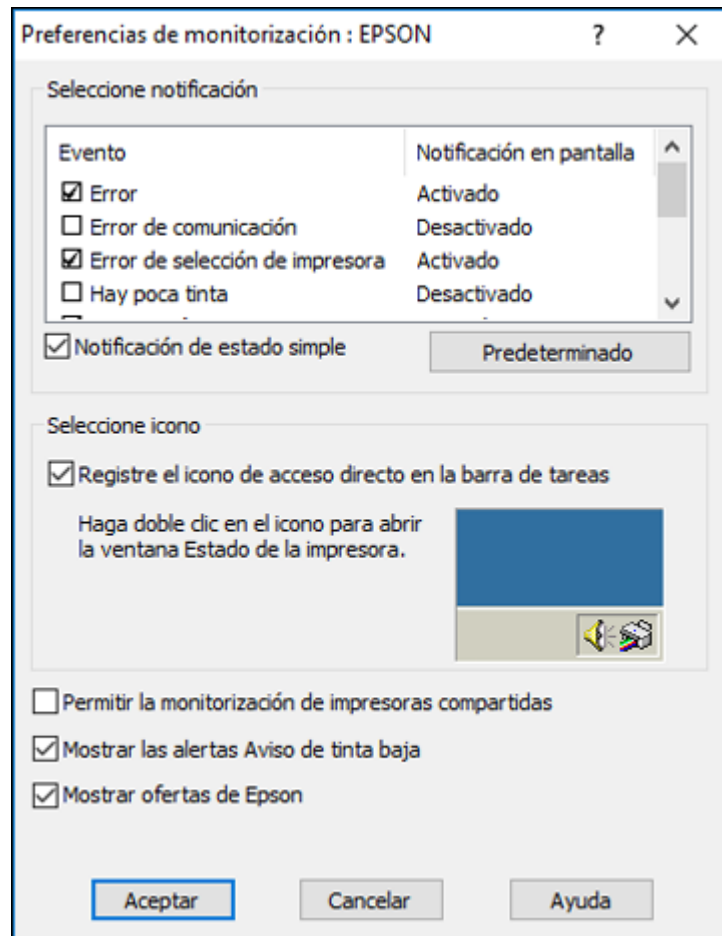 Preferencias de monitorización : EPSON ? X
Seleccione notificación
Evento Notificación en pantalla
Error Activado
Error de comunicación Desactivado
Error de selección de impresora Activado
Hay poca tinta Desactivado
Notificación de estado simple Predeterminado
Seleccione icono
Registre el icono de acceso directo en la barra de tareas
Haga doble clic en el icono para abrir
la ventana Estado de la impresora.
Permitir la monitorización de impresoras compartidas
Mostrar las alertas Aviso de tinta baja
Mostrar ofertas de Epson
Aceptar Cancelar Ayuda